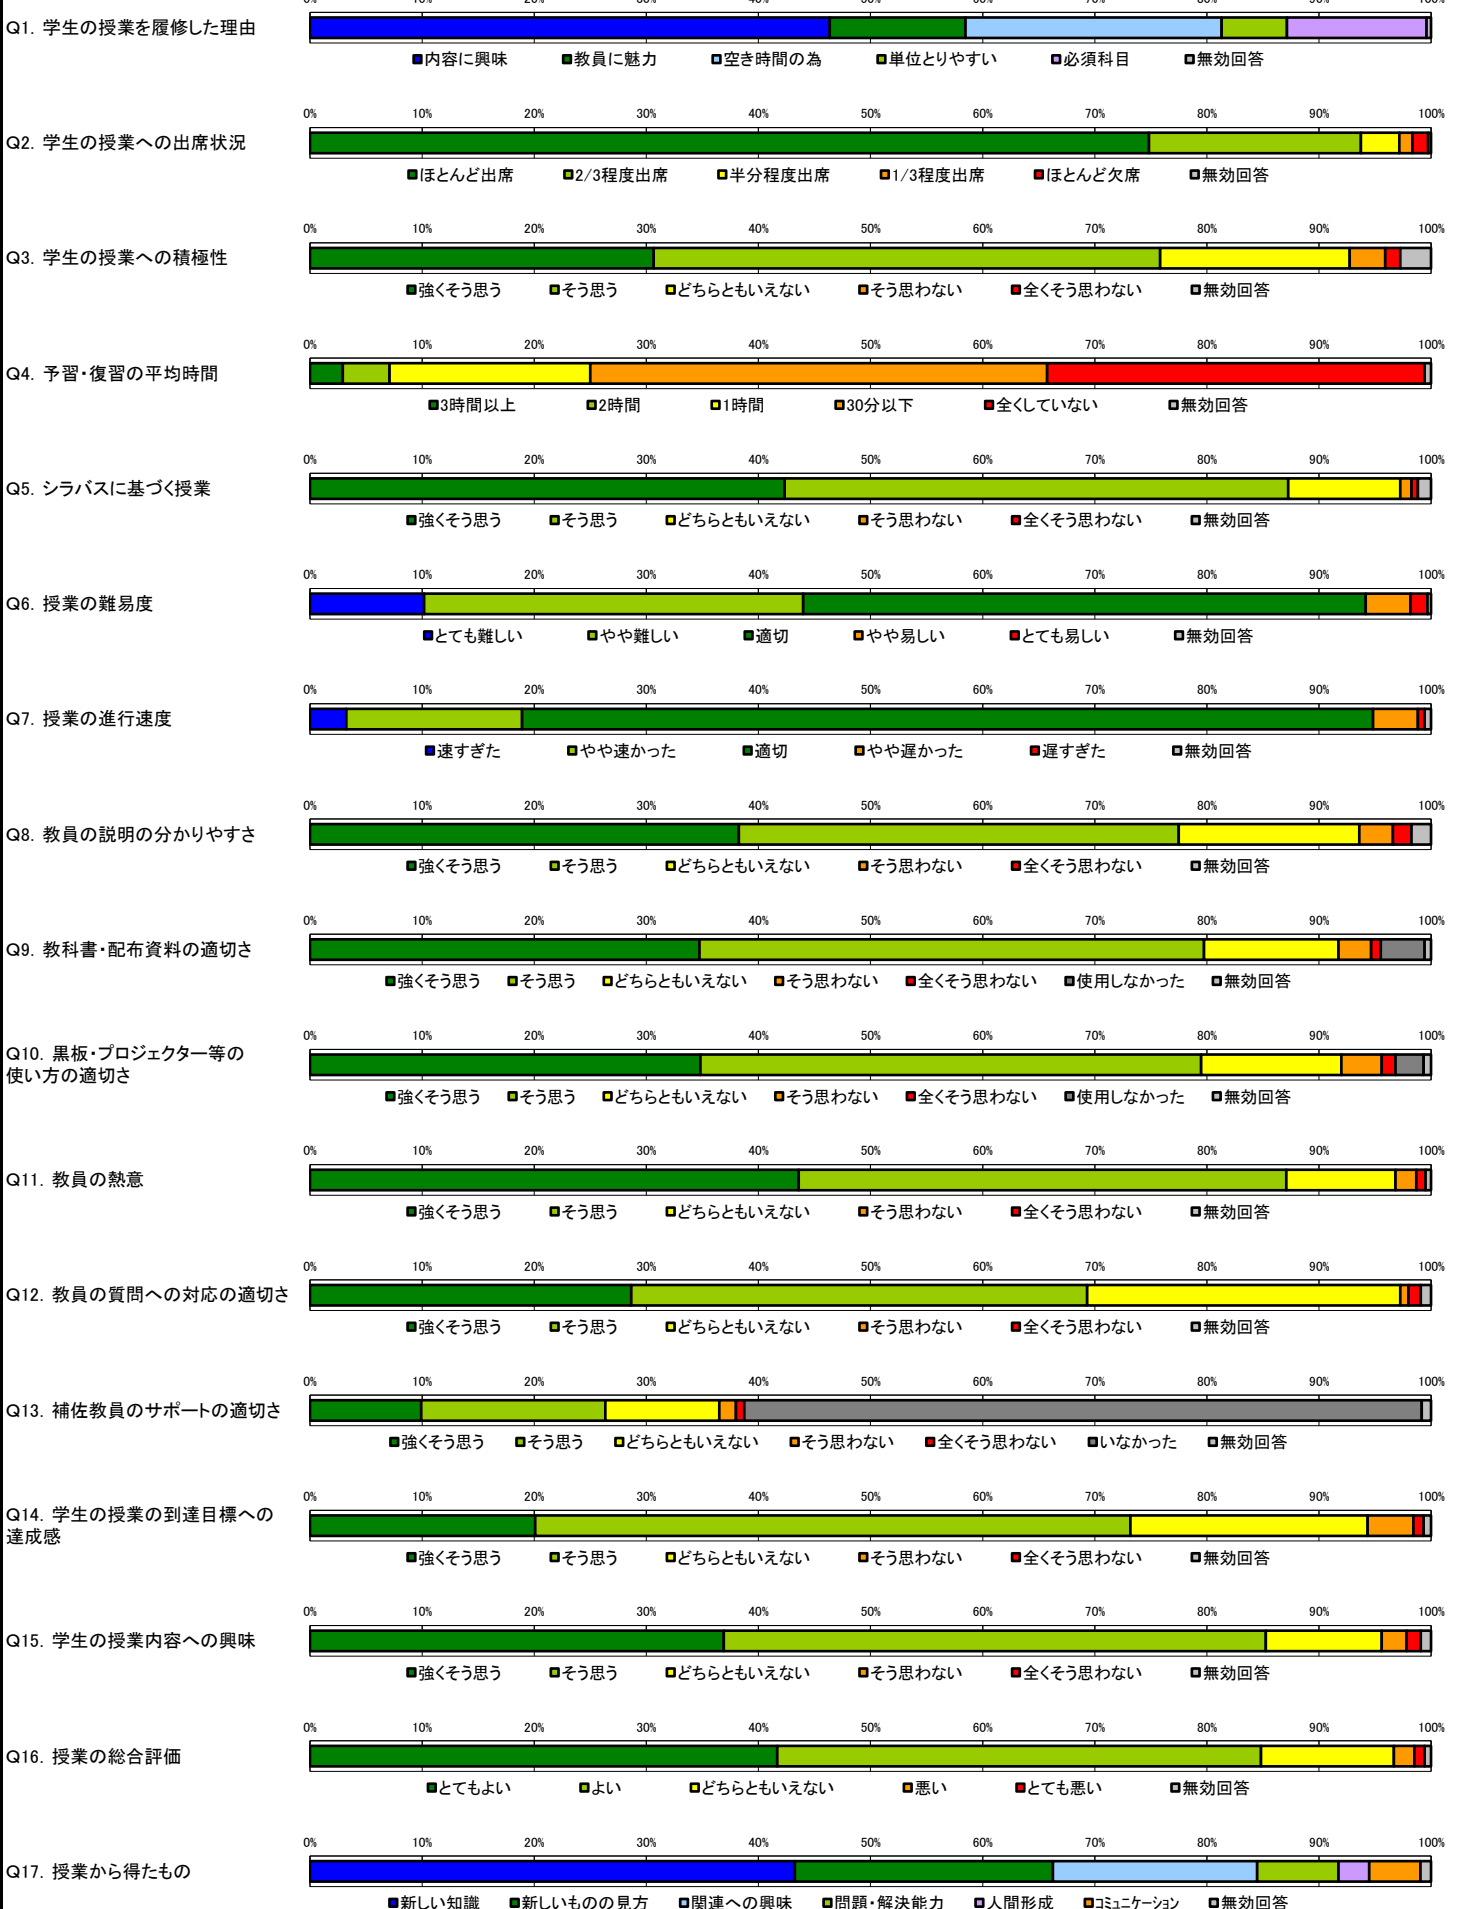 0% 10% 20% 30% 40% 50% 60% 70% 80% 90% 100%
Q1. 学生の授業を履修した理由
内容に興味 教員に魅力 空き時間の為 単位とりやすい 必須科目 無効回答
0% 10% 20% 30% 40% 50% 60% 70% 80% 90% 100%
Q2. 学生の授業への出席状況
ほとんど出席 2/3程度出席 半分程度出席 1/3程度出席 ほとんど欠席 無効回答
0% 10% 20% 30% 40% 50% 60% 70% 80% 90% 100%
Q3. 学生の授業への積極性
強くそう思う そう思う どちらともいえない そう思わない 全くそう思わない 無効回答
0% 10% 20% 30% 40% 50% 60% 70% 80% 90% 100%
Q4. 予習・復習の平均時間
3時間以上 2時間 1時間 30分以下 全くしていない 無効回答
0% 10% 20% 30% 40% 50% 60% 70% 80% 90% 100%
Q5. シラバスに基づく授業
強くそう思う そう思う どちらともいえない そう思わない 全くそう思わない 無効回答
0% 10% 20% 30% 40% 50% 60% 70% 80% 90% 100%
Q6. 授業の難易度
とても難しい やや難しい 適切 やや易しい とても易しい 無効回答
0% 10% 20% 30% 40% 50% 60% 70% 80% 90% 100%
Q7. 授業の進行速度
速すぎた やや速かった 適切 やや遅かった 遅すぎた 無効回答
0% 10% 20% 30% 40% 50% 60% 70% 80% 90% 100%
Q8. 教員の説明の分かりやすさ
強くそう思う そう思う どちらともいえない そう思わない 全くそう思わない 無効回答
0% 10% 20% 30% 40% 50% 60% 70% 80% 90% 100%
Q9. 教科書・配布資料の適切さ
強くそう思う そう思う どちらともいえない そう思わない 全くそう思わない 使用しなかった 無効回答
0% 10% 20% 30% 40% 50% 60% 70% 80% 90% 100%
Q10. 黒板・プロジェクター等の
使い方の適切さ
強くそう思う そう思う どちらともいえない そう思わない 全くそう思わない 使用しなかった 無効回答
0% 10% 20% 30% 40% 50% 60% 70% 80% 90% 100%
Q11. 教員の熱意
強くそう思う そう思う どちらともいえない そう思わない 全くそう思わない 無効回答
0% 10% 20% 30% 40% 50% 60% 70% 80% 90% 100%
Q12. 教員の質問への対応の適切さ
強くそう思う そう思う どちらともいえない そう思わない 全くそう思わない 無効回答
0% 10% 20% 30% 40% 50% 60% 70% 80% 90% 100%
Q13. 補佐教員のサポートの適切さ
強くそう思う そう思う どちらともいえない そう思わない 全くそう思わない いなかった 無効回答
0% 10% 20% 30% 40% 50% 60% 70% 80% 90% 100%
Q14. 学生の授業の到達目標への
達成感
強くそう思う そう思う どちらともいえない そう思わない 全くそう思わない 無効回答
0% 10% 20% 30% 40% 50% 60% 70% 80% 90% 100%
Q15. 学生の授業内容への興味
強くそう思う そう思う どちらともいえない そう思わない 全くそう思わない 無効回答
0% 10% 20% 30% 40% 50% 60% 70% 80% 90% 100%
Q16. 授業の総合評価
とてもよい よい どちらともいえない 悪い とても悪い 無効回答
0% 10% 20% 30% 40% 50% 60% 70% 80% 90% 100%
Q17. 授業から得たもの
新しい知識 新しいものの見方 関連への興味 問題・解決能力 人間形成 コミュニケーション 無効回答